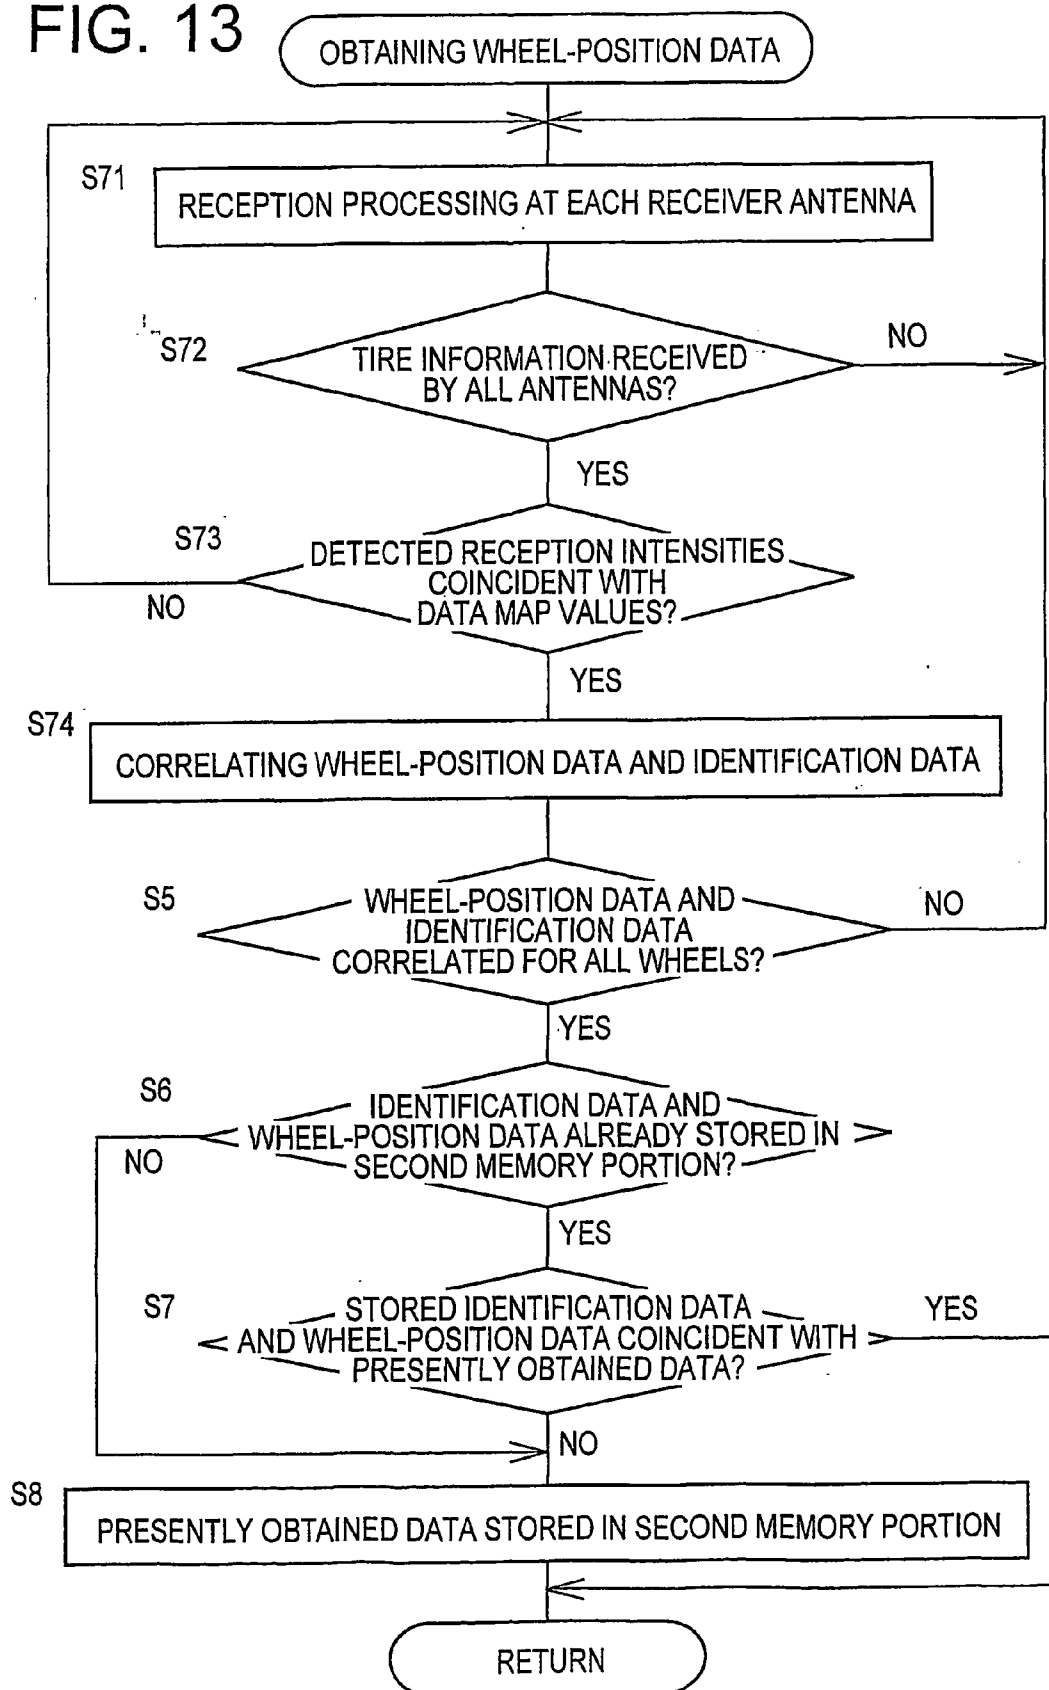 FIG. 13
OBTAINING WHEEL-POSITION DATA
S71
RECEPTION PROCESSING AT EACH RECEIVER ANTENNA
S72
TIRE INFORMATION RECEIVED
BY ALL ANTENNAS?
NO
YES
S73
DETECTED RECEPTION INTENSITIES
COINCIDENT WITH
DATA MAP VALUES?
NO
YES
S74
CORRELATING WHEEL-POSITION DATA AND IDENTIFICATION DATA
S5
WHEEL-POSITION DATA AND
IDENTIFICATION DATA
CORRELATED FOR ALL WHEELS?
NO
YES
S6
IDENTIFICATION DATA AND
WHEEL-POSITION DATA ALREADY STORED IN
SECOND MEMORY PORTION?
NO
YES
S7
STORED IDENTIFICATION DATA
AND WHEEL-POSITION DATA COINCIDENT WITH
PRESENTLY OBTAINED DATA?
YES
NO
S8
PRESENTLY OBTAINED DATA STORED IN SECOND MEMORY PORTION
RETURN